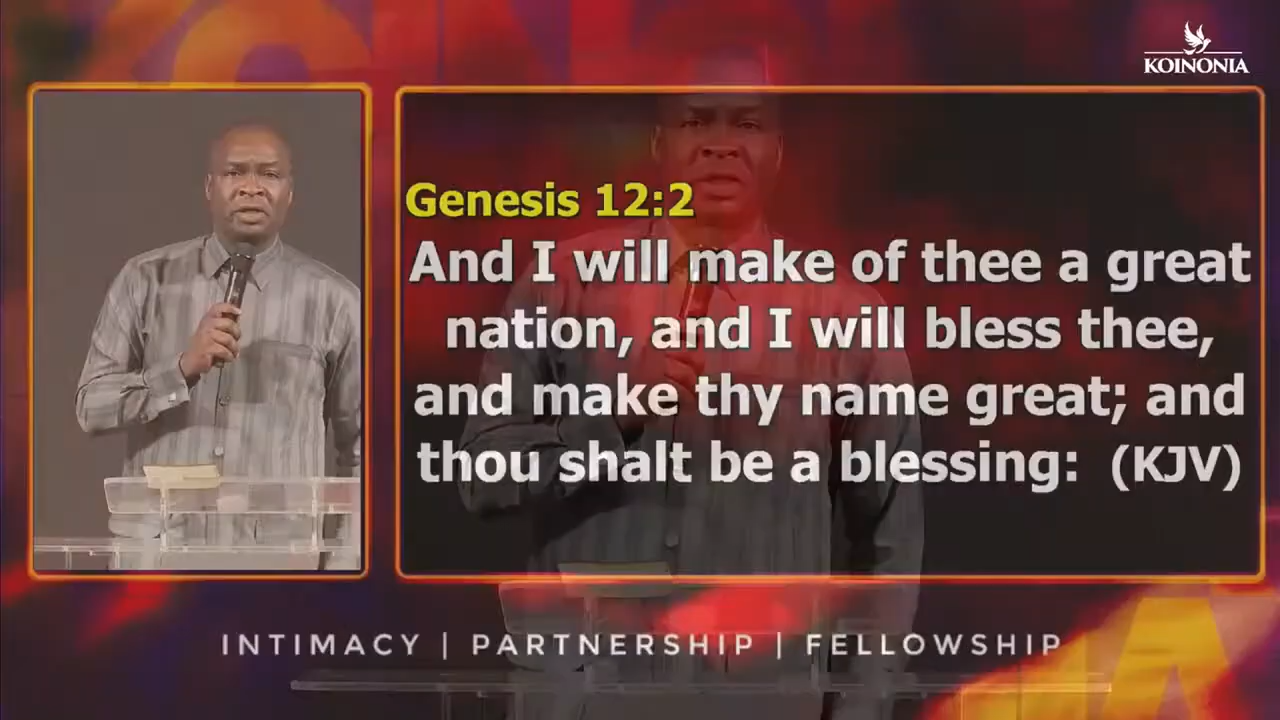 KOINONIA
Genesis 12:2
And I will make of thee a great
nation, and I will bless thee,
and make thy name great; and
thou shalt be a blessing: (KJV)
INTIMACY | PARTNERSHIP | FELLOWSHIP